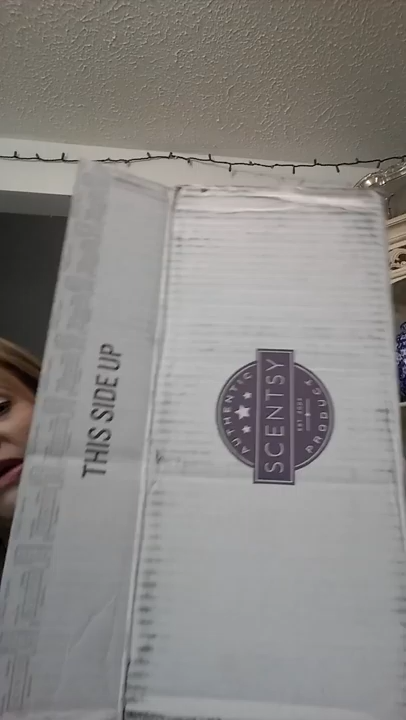 THIS SIDE UP
AUTHENTIC
SCENTSY
EST. 2004
PRODUCT